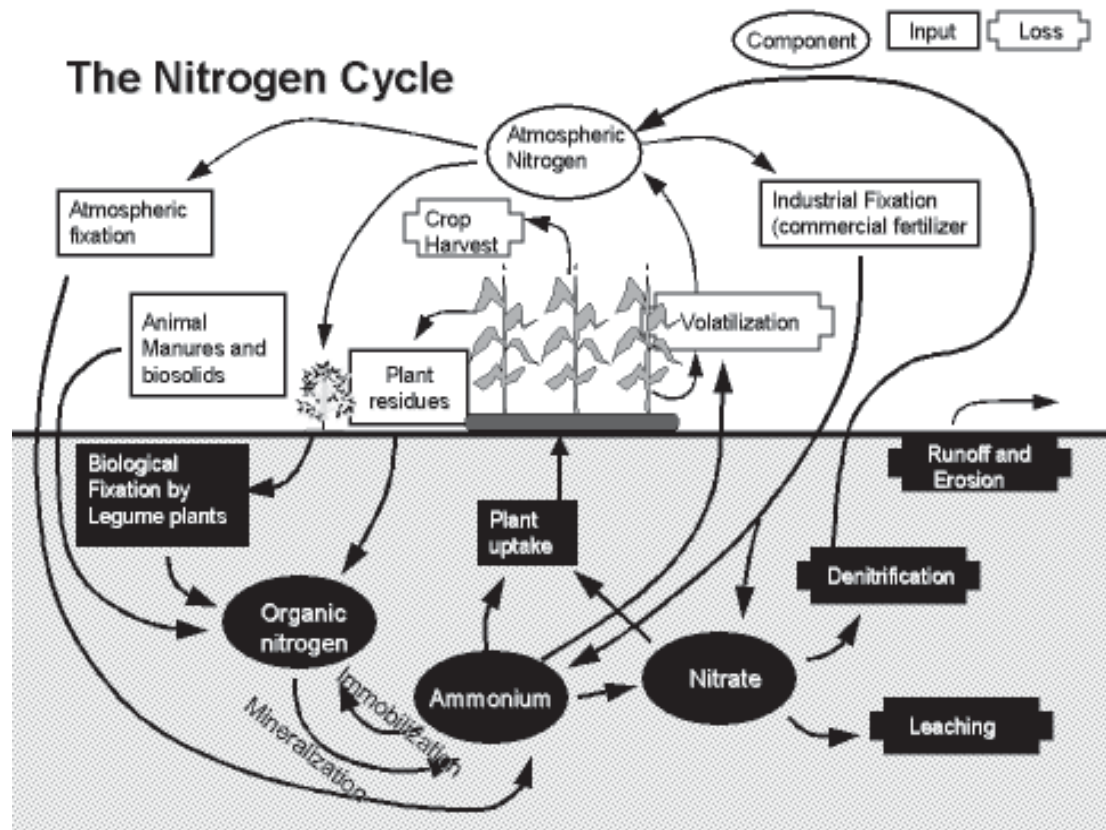 Component
Input
Loss
The Nitrogen Cycle
Atmospheric
Nitrogen
Atmospheric
fixation
Crop
Harvest
Industrial Fixation
(commercial fertilizer
Animal
Manures and
biosolids
Volatilization
Plant
residues
Biological
Fixation by
Legume plants
Runoff and
Erosion
Plant
uptake
Denitrification
Organic
nitrogen
Ammonium
Nitrate
Immobilization
Mineralization
Leaching